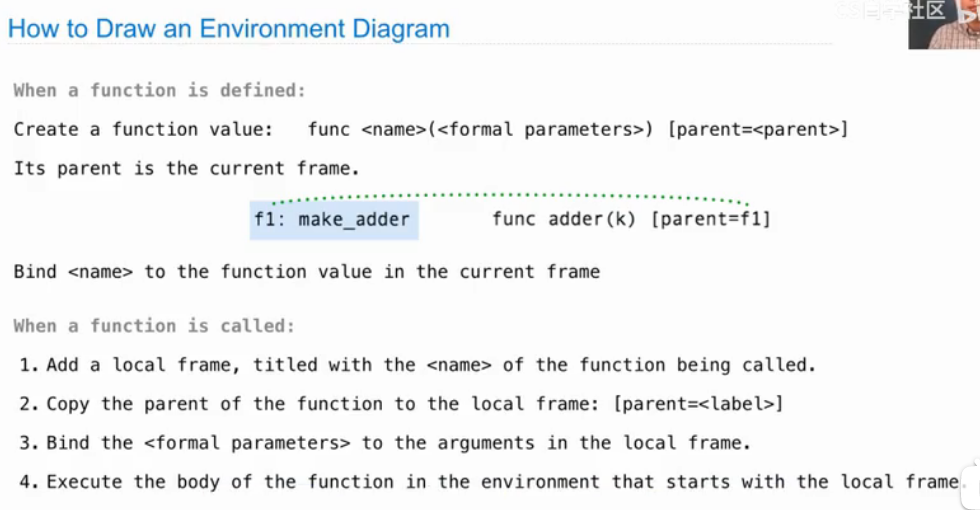 How to Draw an Environment Diagram
When a function is defined:
Create a function value: func <name>(<formal parameters>) [parent=<parent>]
Its parent is the current frame.
f1: make_adder func adder(k) [parent=f1]
Bind <name> to the function value in the current frame
When a function is called:
1. Add a local frame, titled with the <name> of the function being called.
2. Copy the parent of the function to the local frame: [parent=<label>]
3. Bind the <formal parameters> to the arguments in the local frame.
4. Execute the body of the function in the environment that starts with the local frame.